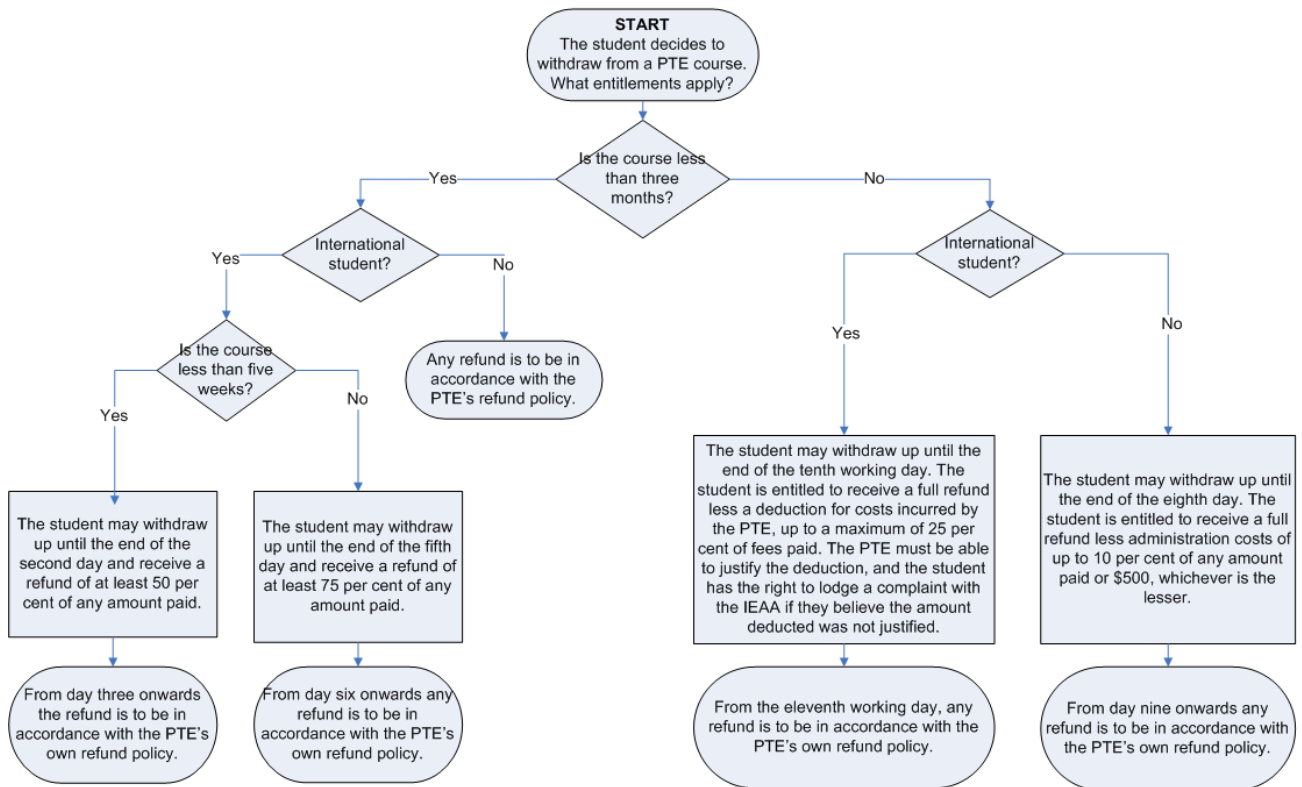 START
The student decides to
withdraw from a PTE course.
What entitlements apply?
Is the course less
than three
months?
Yes
No
International
student?
International
student?
Yes
No
Yes
No
Is the course
less than five
weeks?
Any refund is to be in
accordance with the
PTE's refund policy.
Yes
No
The student may withdraw
up until the end of the
second day and receive a
refund of at least 50 per
cent of any amount paid.
The student may withdraw
up until the end of the fifth
day and receive a refund of
at least 75 per cent of any
amount paid.
The student may withdraw up until the
end of the tenth working day. The
student is entitled to receive a full refund
less a deduction for costs incurred by
the PTE, up to a maximum of 25 per
cent of fees paid. The PTE must be able
to justify the deduction, and the student
has the right to lodge a complaint with
the IEAA if they believe the amount
deducted was not justified.
The student may withdraw up until
the end of the eighth day. The
student is entitled to receive a full
refund less administration costs of
up to 10 per cent of any amount
paid or $500, whichever is the
lesser.
From day three onwards
the refund is to be in
accordance with the PTE's
own refund policy.
From day six onwards any
refund is to be in
accordance with the PTE's
own refund policy.
From the eleventh working day, any
refund is to be in accordance with the
PTE's own refund policy.
From day nine onwards any
refund is to be in accordance with
the PTE's own refund policy.